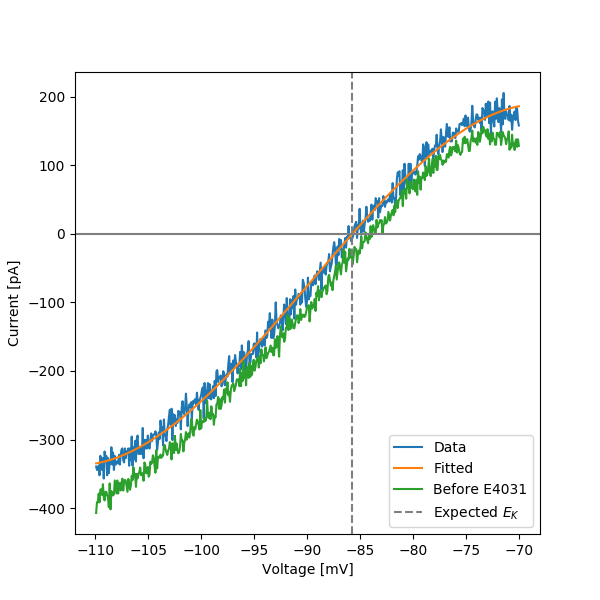 200
100
0
−100
−200
−300
−400
Current [pA]
−110 −105 −100 −95 −90 −85 −80 −75 −70
Voltage [mV]
Data
Fitted
Before E4031
Expected E_K